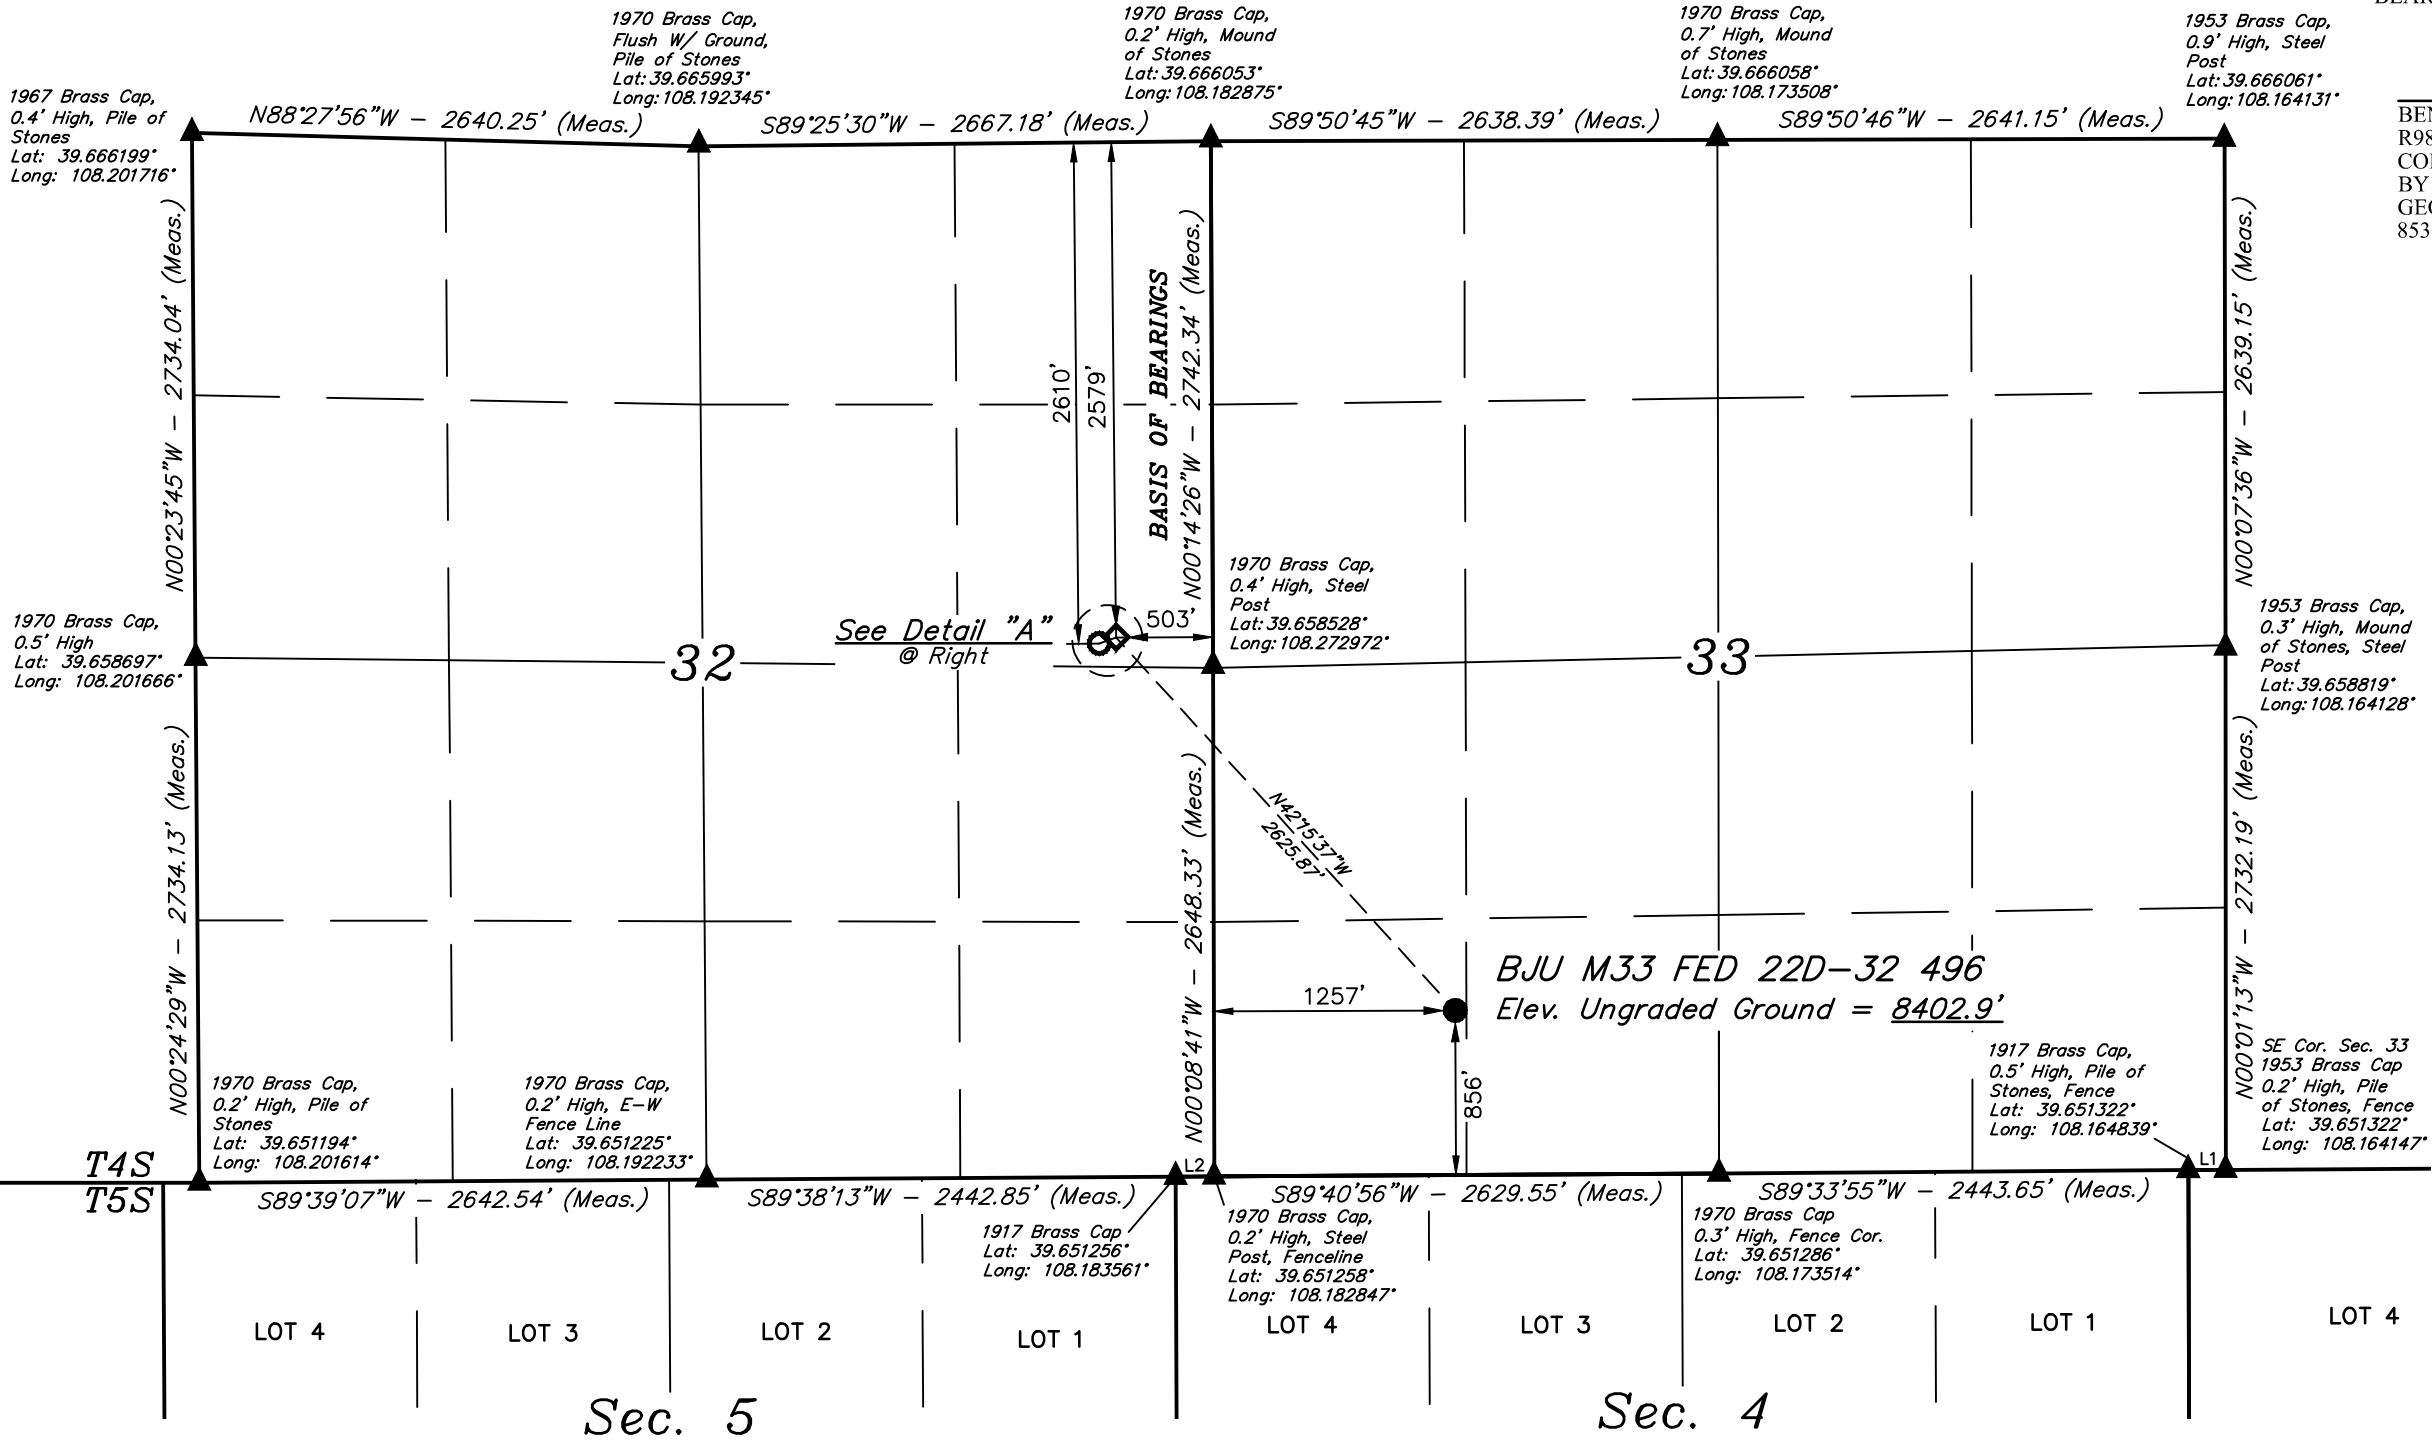 BEAR
1970 Brass Cap,
Flush W/ Ground,
Pile of Stones
Lat: 39.665993°
Long: 108.192345°
1970 Brass Cap,
0.2' High, Mound
of Stones
Lat: 39.666053°
Long: 108.182875°
1970 Brass Cap,
0.7' High, Mound
of Stones
Lat: 39.666058°
Long: 108.173508°
1953 Brass Cap,
0.9' High, Steel
Post
Lat: 39.666061°
Long: 108.164131°
1967 Brass Cap,
0.4' High, Pile of
Stones
Lat: 39.666199°
Long: 108.201716°
N88°27'56"W - 2640.25' (Meas.)
S89°25'30"W - 2667.18' (Meas.)
S89°50'45"W - 2638.39' (Meas.)
S89°50'46"W - 2641.15' (Meas.)
BEN
R98
CO
BY
GEO
853
N00°23'45"W - 2734.04' (Meas.)
2610'
2579'
BASIS OF BEARINGS
N00°14'26"W - 2742.34' (Meas.)
N00°07'36"W - 2639.15' (Meas.)
1970 Brass Cap,
0.4' High, Steel
Post
Lat: 39.658528°
Long: 108.272972°
503'
See Detail "A"
@ Right
32
33
1970 Brass Cap,
0.5' High
Lat: 39.658697°
Long: 108.201666°
1953 Brass Cap,
0.3' High, Mound
of Stones, Steel
Post
Lat: 39.658819°
Long: 108.164128°
N00°24'29"W - 2734.13' (Meas.)
N00°08'41"W - 2648.33' (Meas.)
N42°15'37"W
2625.87'
N00°01'13"W - 2732.19' (Meas.)
BJU M33 FED 22D-32 496
Elev. Ungraded Ground = 8402.9'
1257'
856'
1970 Brass Cap,
0.2' High, Pile of
Stones
Lat: 39.651194°
Long: 108.201614°
1970 Brass Cap,
0.2' High, E-W
Fence Line
Lat: 39.651225°
Long: 108.192233°
1917 Brass Cap,
0.5' High, Pile of
Stones, Fence
Lat: 39.651322°
Long: 108.164839°
SE Cor. Sec. 33
1953 Brass Cap
0.2' High, Pile
of Stones, Fence
Lat: 39.651322°
Long: 108.164147°
T4S
T5S
L2
L1
S89°39'07"W - 2642.54' (Meas.)
S89°38'13"W - 2442.85' (Meas.)
S89°40'56"W - 2629.55' (Meas.)
S89°33'55"W - 2443.65' (Meas.)
1917 Brass Cap
Lat: 39.651256°
Long: 108.183561°
1970 Brass Cap,
0.2' High, Steel
Post, Fenceline
Lat: 39.651258°
Long: 108.182847°
1970 Brass Cap
0.3' High, Fence Cor.
Lat: 39.651286°
Long: 108.173514°
LOT 4
LOT 3
LOT 2
LOT 1
LOT 4
LOT 3
LOT 2
LOT 1
LOT 4
Sec. 5
Sec. 4